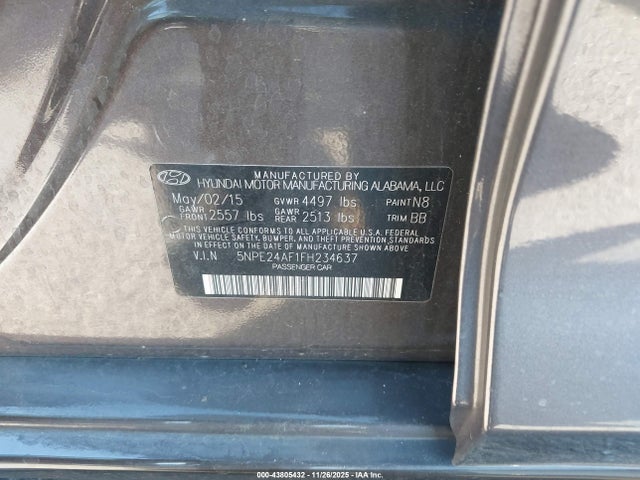 MANUFACTURED BY
HYUNDAI MOTOR MANUFACTURING ALABAMA, LLC
May/02/15 GVWR 4497 lbs PAINT N8
GAWR FRONT 2557 lbs GAWR REAR 2513 lbs TRIM BB
THIS VEHICLE CONFORMS TO ALL APPLICABLE U.S.A. FEDERAL
MOTOR VEHICLE SAFETY, BUMPER, AND THEFT PREVENTION
STANDARDS IN EFFECT ON THE DATE OF MANUFACTURE SHOWN ABOVE.
V.I.N 5NPE24AF1FH234637
PASSENGER CAR
000-43805432 - 11/26/2025 - IAAI INC.